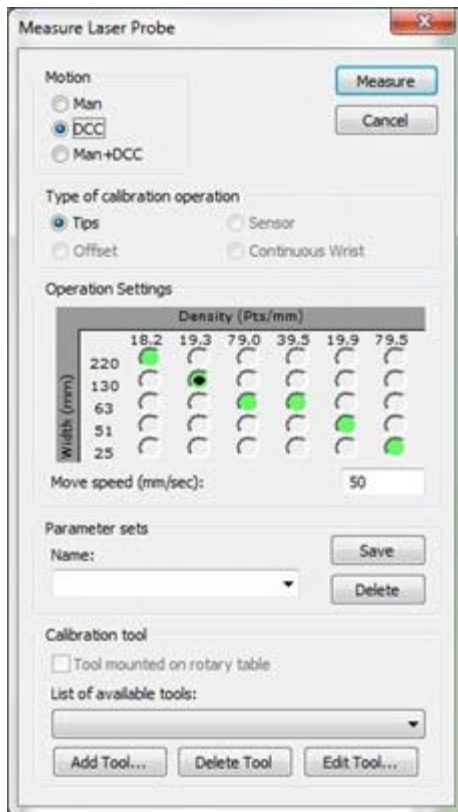 Measure Laser Probe
Motion
Man
DCC
Man+DCC
Measure
Cancel
Type of calibration operation
Tips
Sensor
Offset
Continuous Wrist
Operation Settings
Density (Pts/mm)
18.2 19.3 79.0 39.5 19.9 79.5
Width (mm)
220
130
63
51
25
Move speed (mm/sec):
50
Parameter sets
Name:
Save
Delete
Calibration tool
Tool mounted on rotary table
List of available tools:
Add Tool...
Delete Tool
Edit Tool...